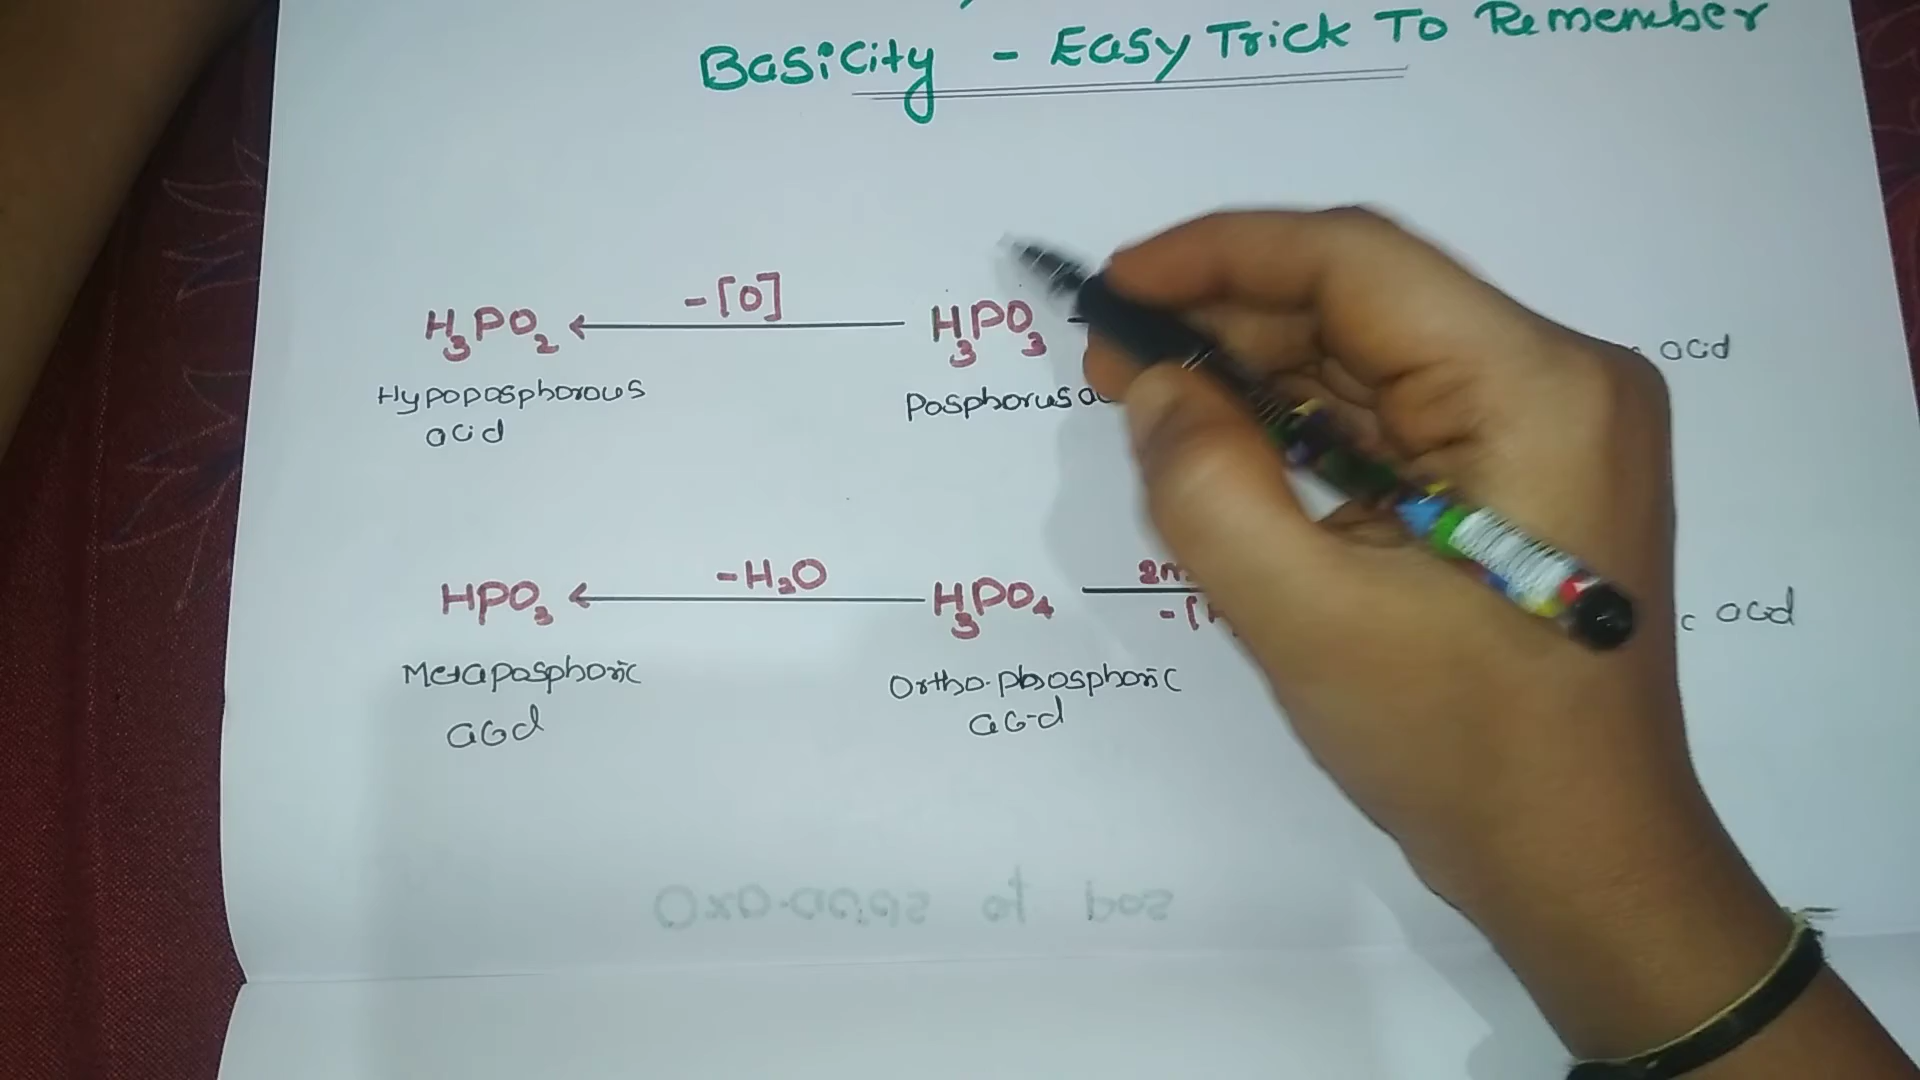 Basicity - Easy Trick To Remember
-[O]
H3PO2 ← H3PO3
Hypoposphorous
acid
Posphorus
acid
-H2O
HPO3 ← H3PO4
Metaposphoric
acid
Ortho-phosphoric
acid
acid